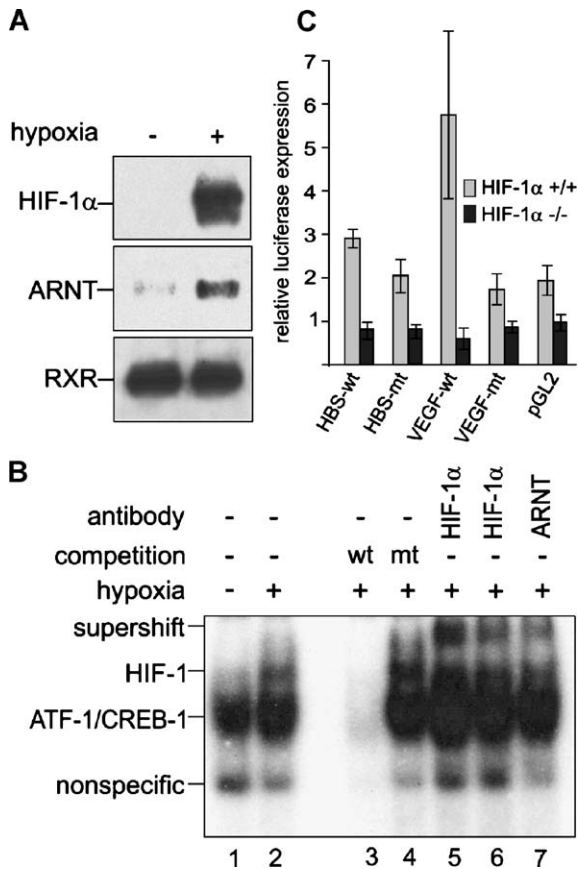 A
hypoxia - +
HIF-1α
ARNT
RXR
C
relative luciferase expression
7
6
5
4
3
2
1
HIF-1α +/+
HIF-1α -/-
HBS-wt
HBS-mt
VEGF-wt
VEGF-mt
pGL2
B
antibody - - - - HIF-1α HIF-1α ARNT
competition - - wt mt - - -
hypoxia - + + + + + +
supershift
HIF-1
ATF-1/CREB-1
nonspecific
1 2 3 4 5 6 7